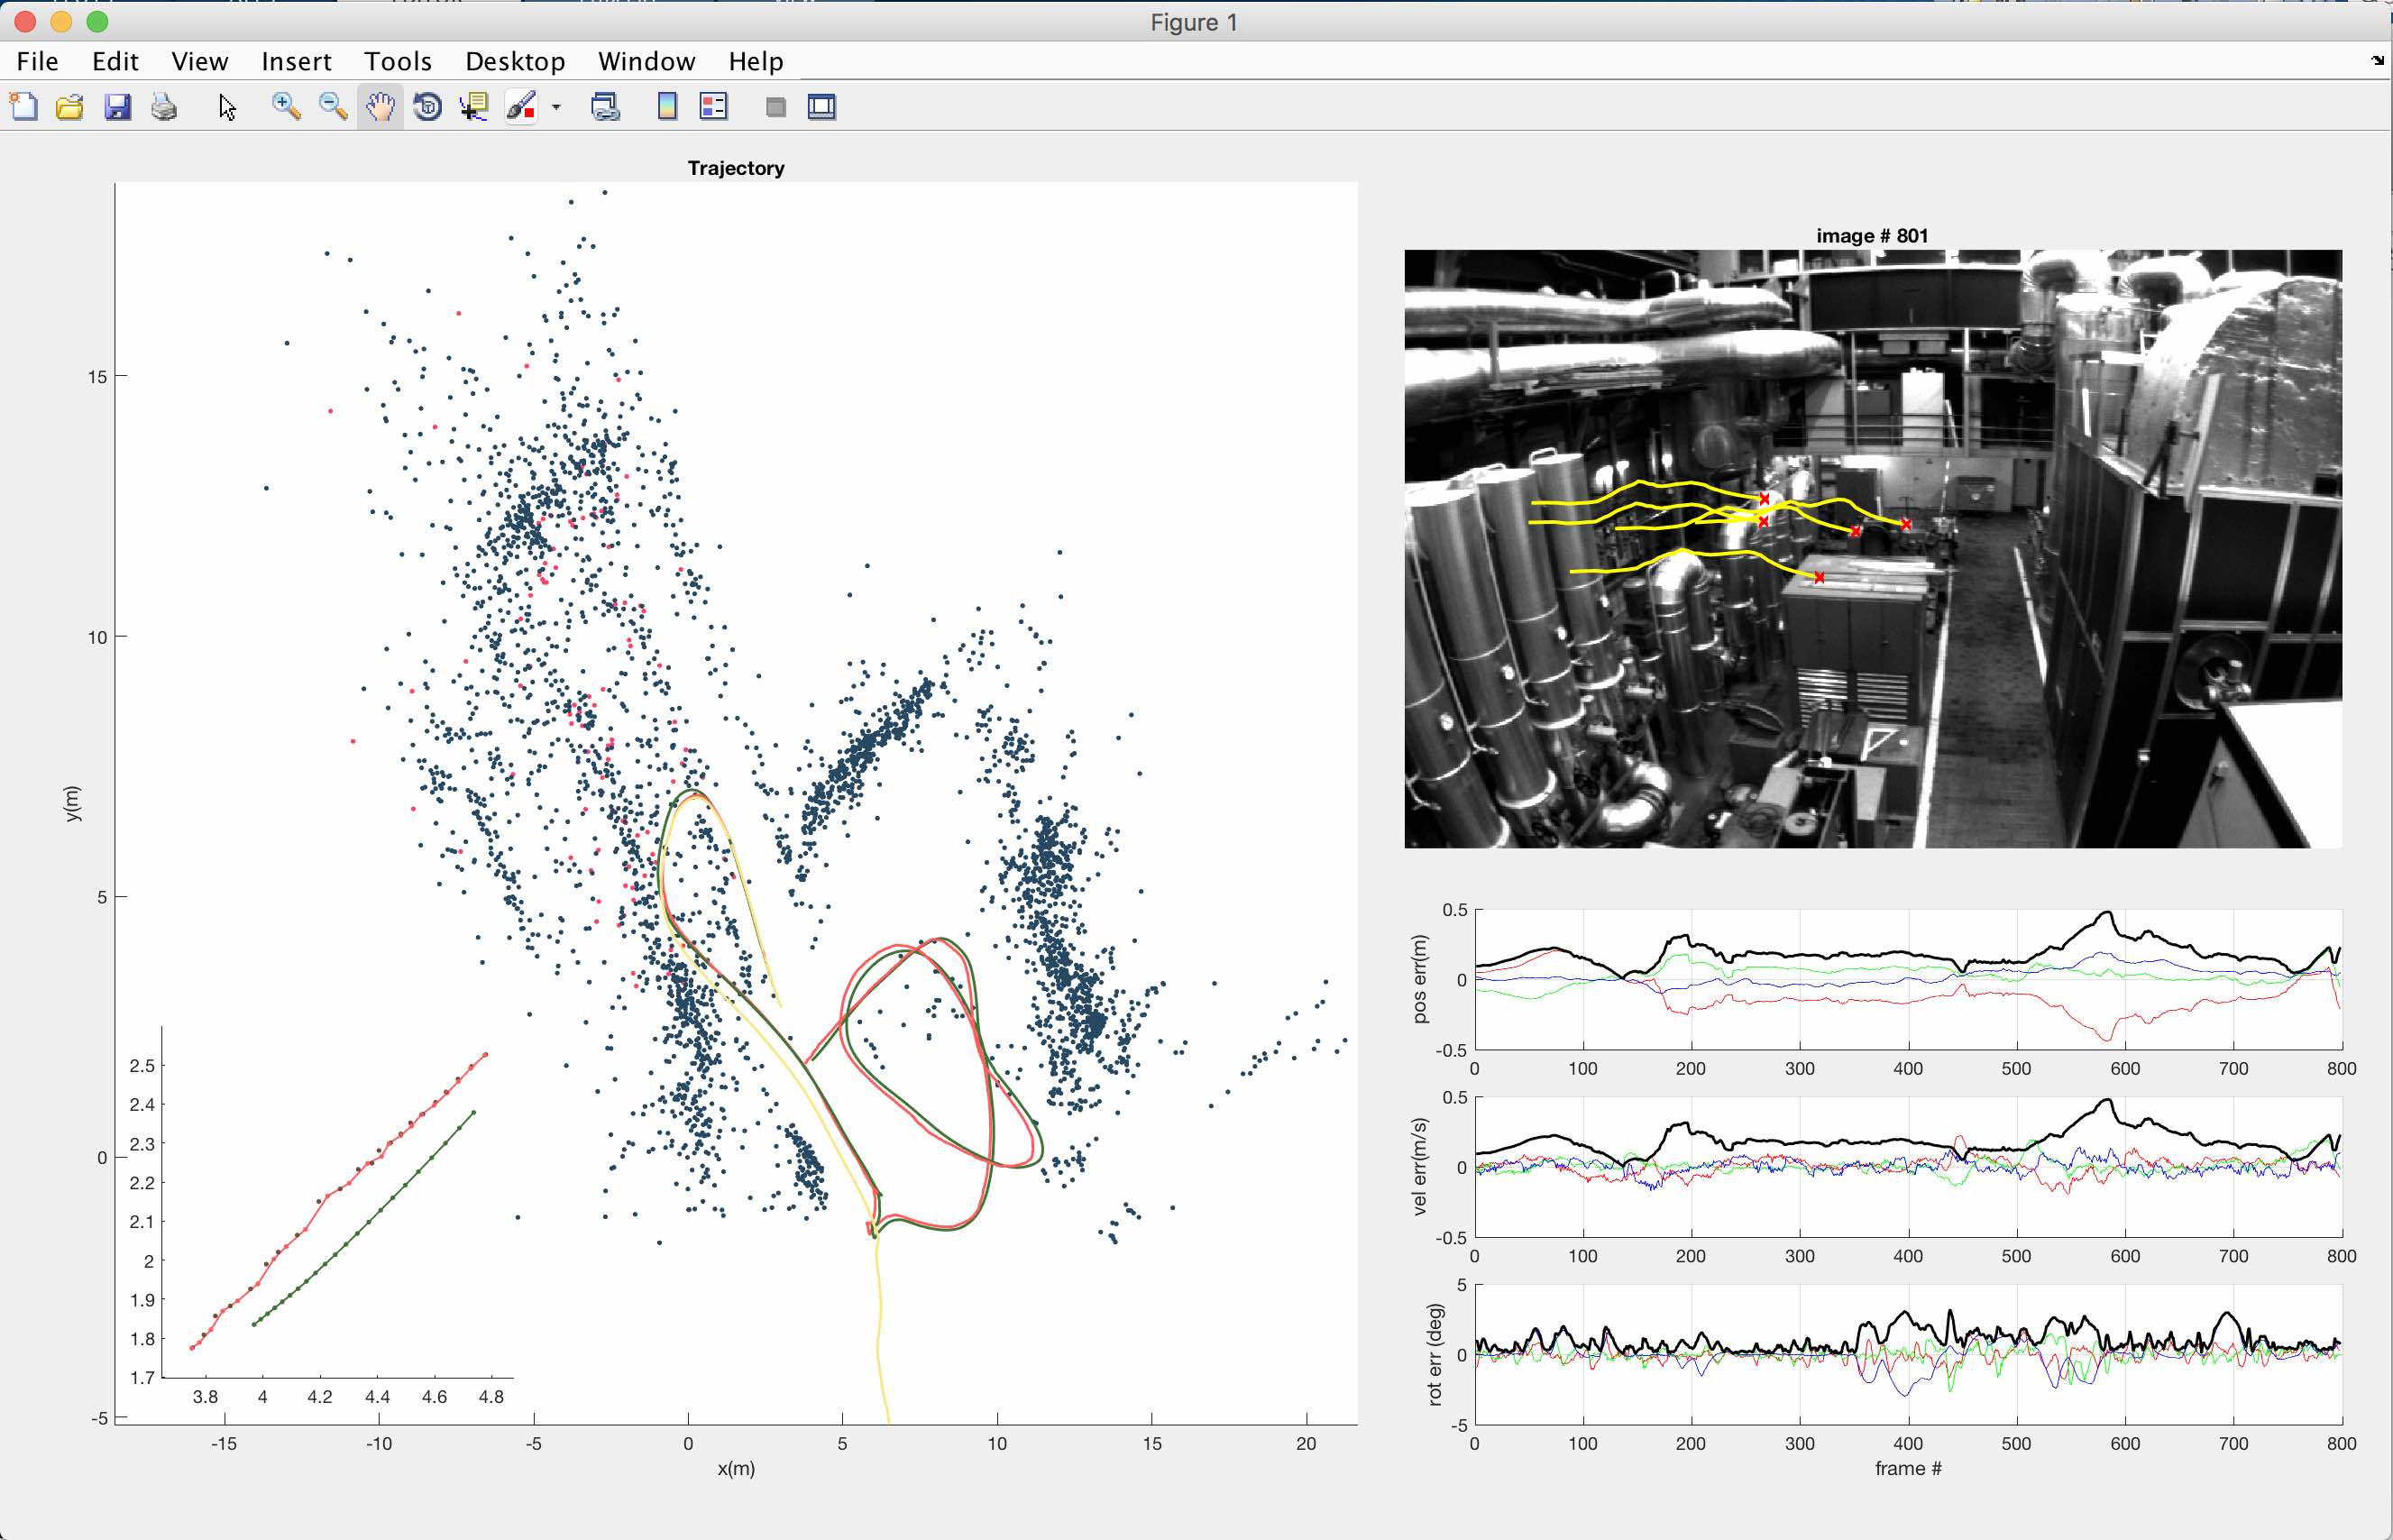 Figure 1
File Edit View Insert Tools Desktop Window Help
Trajectory
15
10
5
0
-5
y(m)
-15 -10 -5 0 5 10 15 20
x(m)
2.5
2.4
2.3
2.2
2.1
2
1.9
1.8
1.7
3.8 4 4.2 4.4 4.6 4.8
image # 801
0.5
0
-0.5
pos err(m)
0 100 200 300 400 500 600 700 800
0.5
0
-0.5
vel err(m/s)
0 100 200 300 400 500 600 700 800
5
0
-5
rot err (deg)
0 100 200 300 400 500 600 700 800
frame #